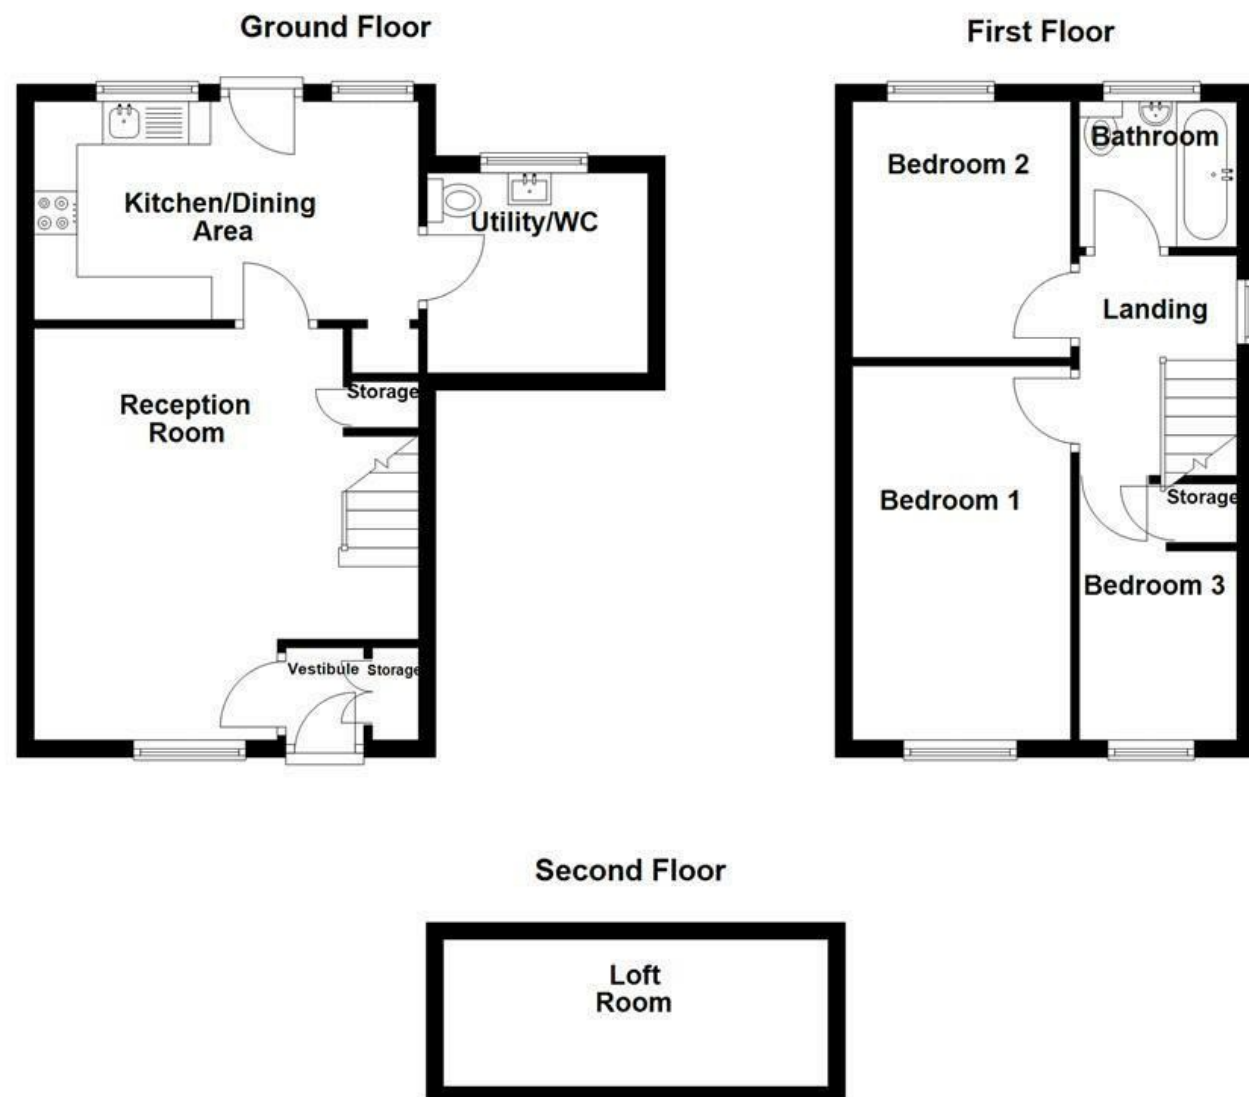 Ground Floor
Kitchen/Dining
Area
Utility/WC
Storage
Reception
Room
Vestibule
Storage
First Floor
Bedroom 2
Bathroom
Landing
Bedroom 1
Storage
Bedroom 3
Second Floor
Loft
Room